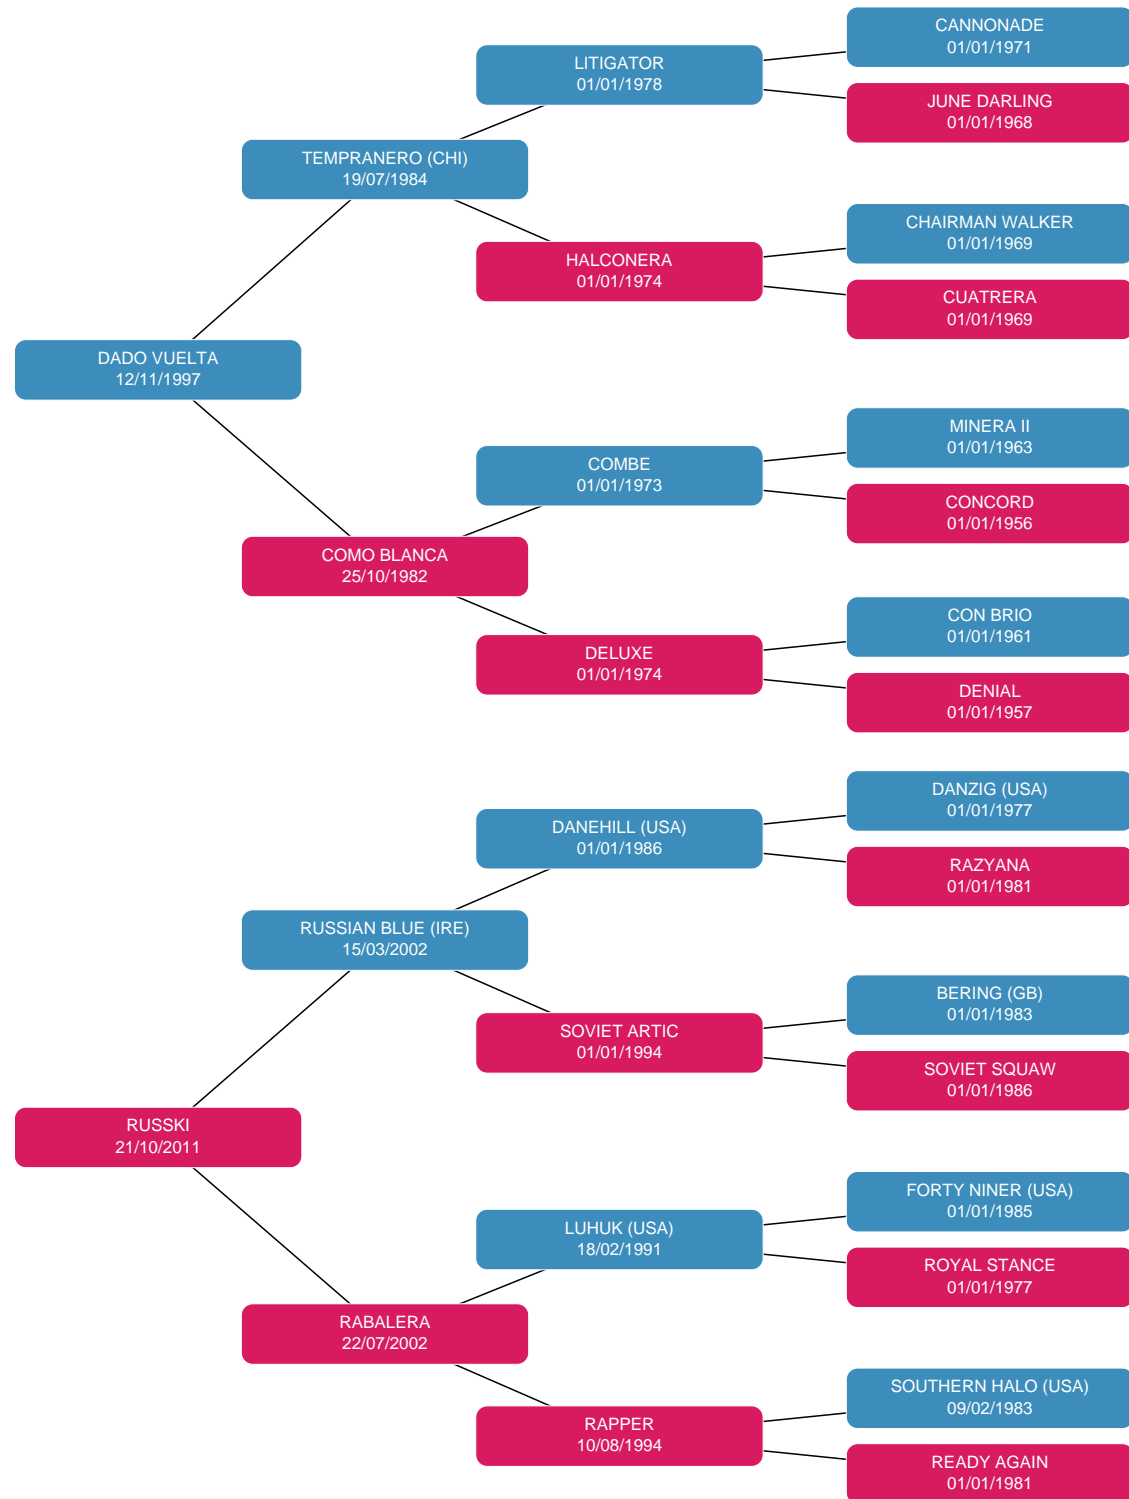 CANNONADE
01/01/1971
LITIGATOR
01/01/1978
JUNE DARLING
01/01/1968
TEMPRANERO (CHI)
19/07/1984
CHAIRMAN WALKER
01/01/1969
HALCONERA
01/01/1974
CUATRERA
01/01/1969
DADO VUELTA
12/11/1997
MINERA II
01/01/1963
COMBE
01/01/1973
CONCORD
01/01/1956
COMO BLANCA
25/10/1982
CON BRIO
01/01/1961
DELUXE
01/01/1974
DENIAL
01/01/1957
DANZIG (USA)
01/01/1977
DANEHILL (USA)
01/01/1986
RAZYANA
01/01/1981
RUSSIAN BLUE (IRE)
15/03/2002
BERING (GB)
01/01/1983
SOVIET ARTIC
01/01/1994
SOVIET SQUAW
01/01/1986
RUSSKI
21/10/2011
FORTY NINER (USA)
01/01/1985
LUHUK (USA)
18/02/1991
ROYAL STANCE
01/01/1977
RABALERA
22/07/2002
SOUTHERN HALO (USA)
09/02/1983
RAPPER
10/08/1994
READY AGAIN
01/01/1981